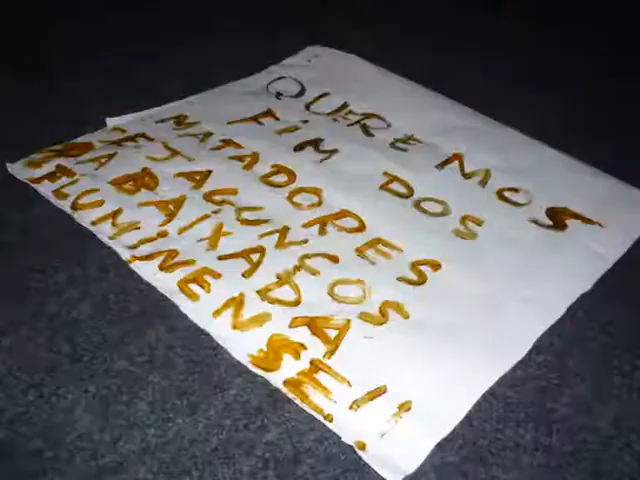 QUEREMOS
FIM DOS
MATADORES
E JAGUNÇOS
DA BAIXADA
FLUMINENSE!!!